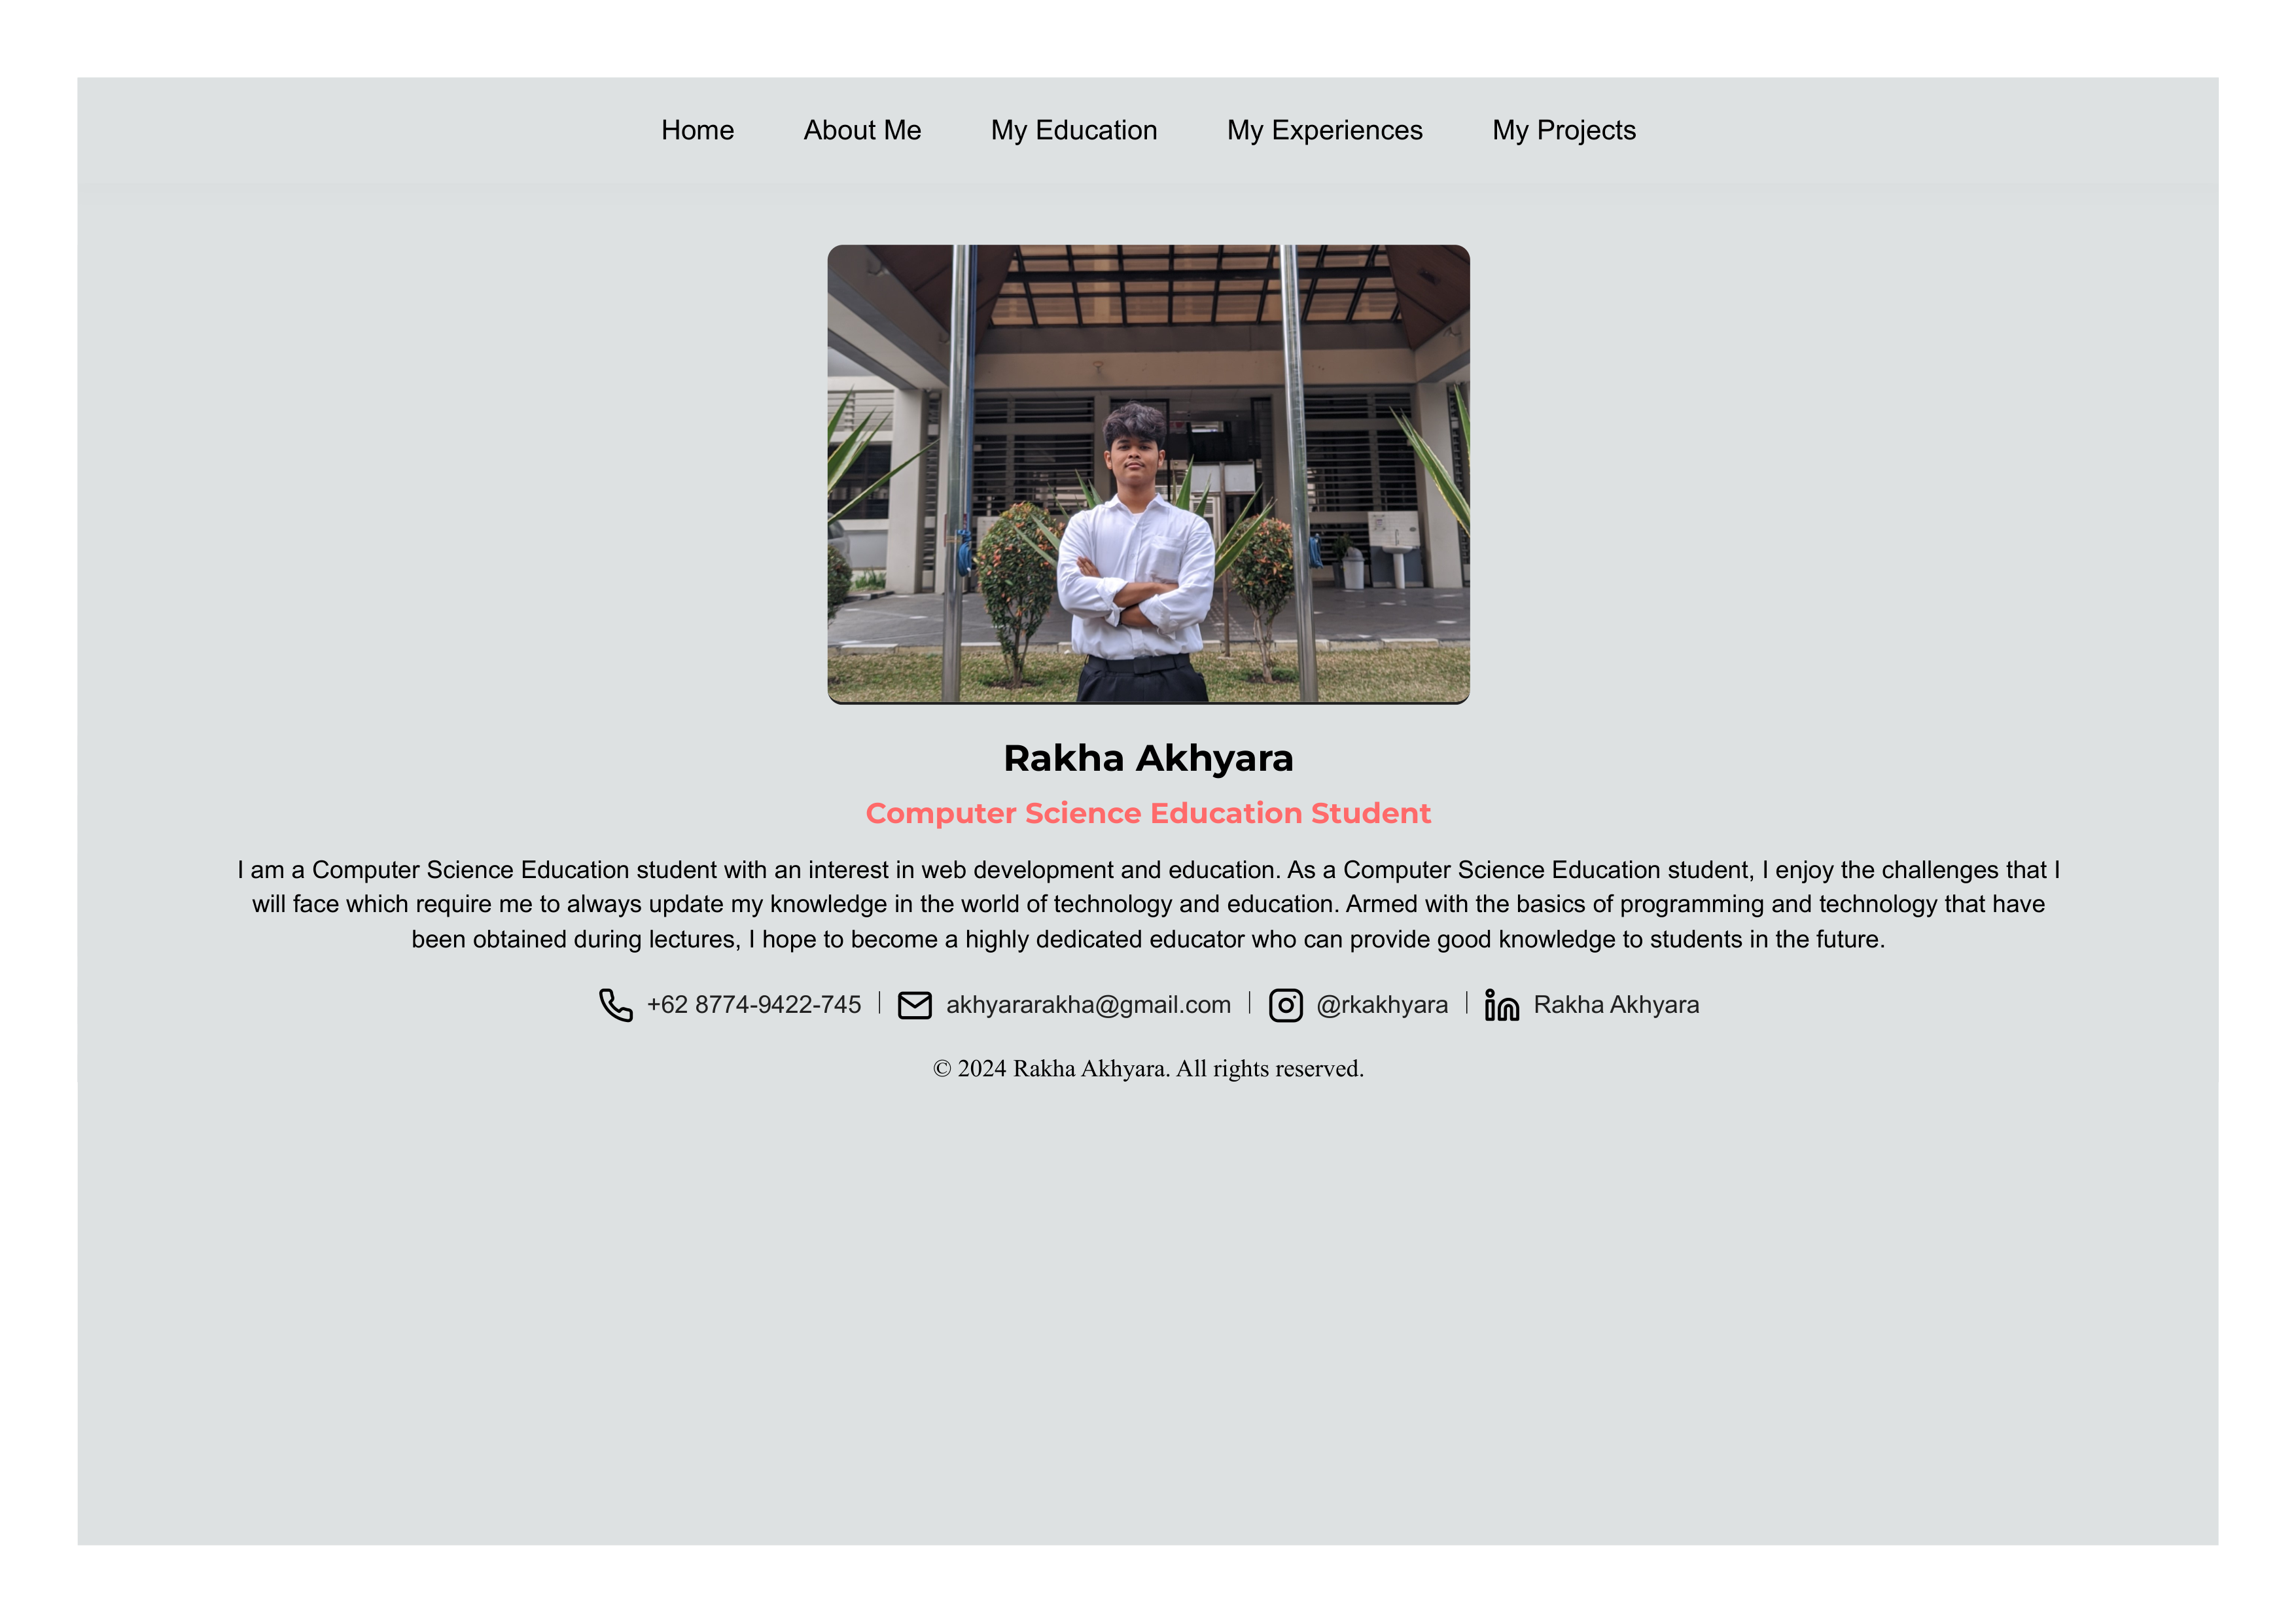 Home About Me My Education My Experiences My Projects
Rakha Akhyara
Computer Science Education Student
I am a Computer Science Education student with an interest in web development and education. As a Computer Science Education student, I enjoy the challenges that I
will face which require me to always update my knowledge in the world of technology and education. Armed with the basics of programming and technology that have
been obtained during lectures, I hope to become a highly dedicated educator who can provide good knowledge to students in the future.
+62 8774-9422-745 | akhyararakha@gmail.com | @rkakhyara | Rakha Akhyara
© 2024 Rakha Akhyara. All rights reserved.